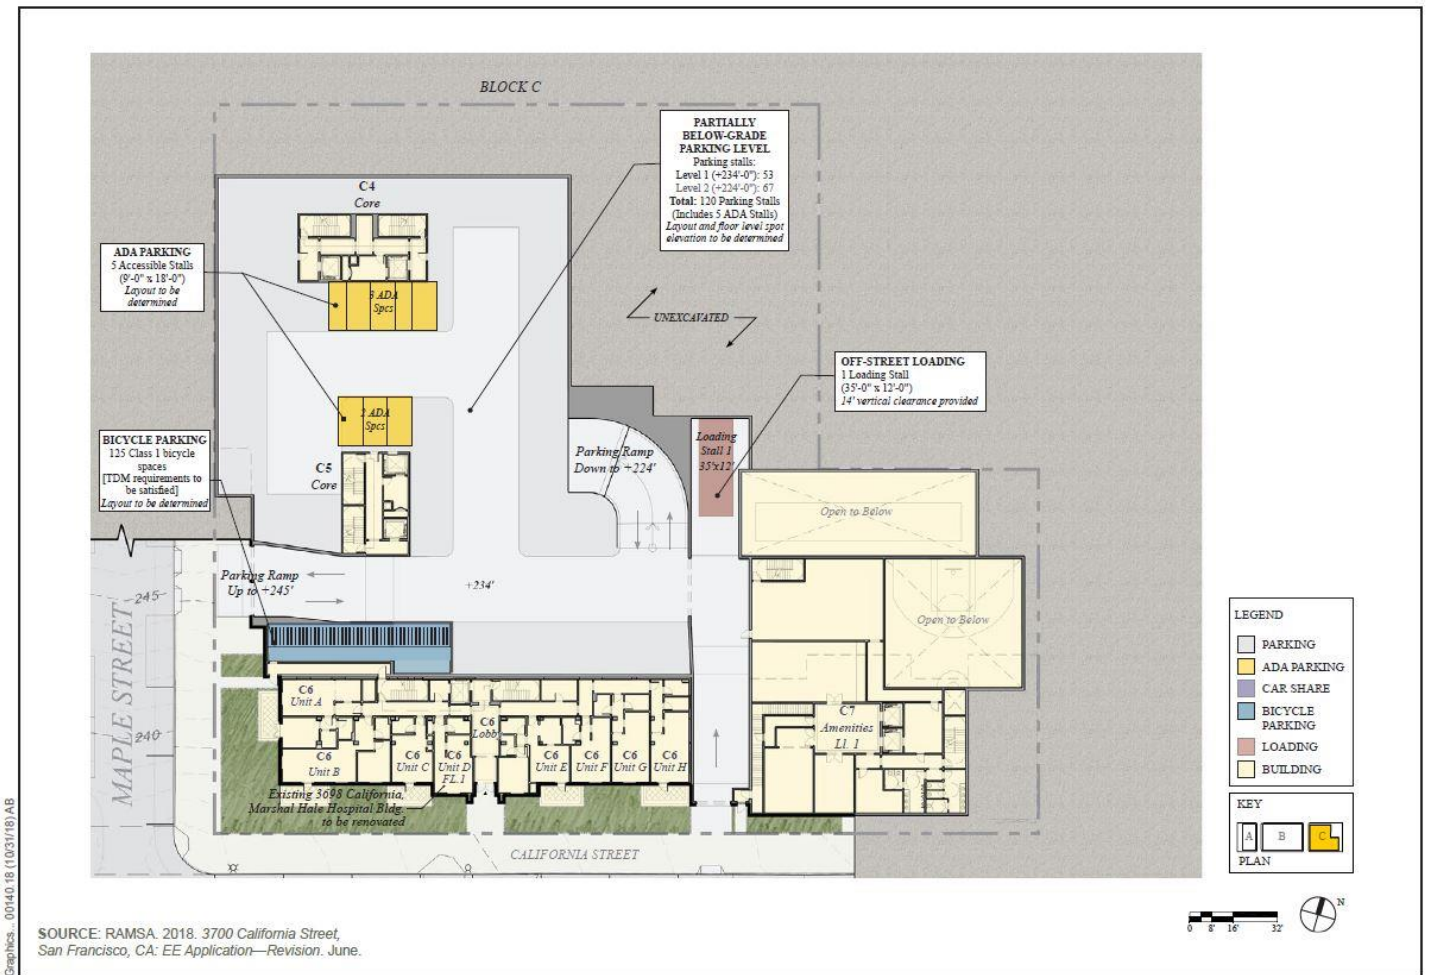 BLOCK C
PARTIALLY
BELOW-GRADE
PARKING LEVEL
Parking stalls:
Level 1 (+234'-0"): 53
Level 2 (+224'-0"): 67
Total: 120 Parking Stalls
(Includes 5 ADA Stalls)
Layout and floor level spot
elevation to be determined
C4
Core
ADA PARKING
5 Accessible Stalls
(9'-0" x 18'-0")
Layout to be
determined
3 ADA
Spcs
UNEXCAVATED
OFF-STREET LOADING
1 Loading Stall
(35'-0" x 12'-0")
14' vertical clearance provided
2 ADA
Spcs
BICYCLE PARKING
125 Class 1 bicycle
spaces
[TDM requirements to
be satisfied]
Layout to be determined
C5
Core
Parking Ramp
Down to +224'
Loading
Stall 1
35'x12'
Open to Below
Parking Ramp
Up to +245'
+234'
245
Open to Below
MAPLE STREET
240
C6
Unit A
C6
Lobby
C6
Unit B
C6
Unit C
C6
Unit D
FL.1
C6
Unit E
C6
Unit F
C6
Unit G
C6
Unit H
C7
Amenities
Ll. 1
Existing 3698 California,
Marshal Hale Hospital Bldg.
to be renovated
CALIFORNIA STREET
LEGEND
PARKING
ADA PARKING
CAR SHARE
BICYCLE
PARKING
LOADING
BUILDING
KEY
A B C
PLAN
0 8' 16' 32'
N
SOURCE: RAMSA. 2018. 3700 California Street,
San Francisco, CA: EE Application—Revision. June.
Graphics... 00140.18 (10/31/18) AB